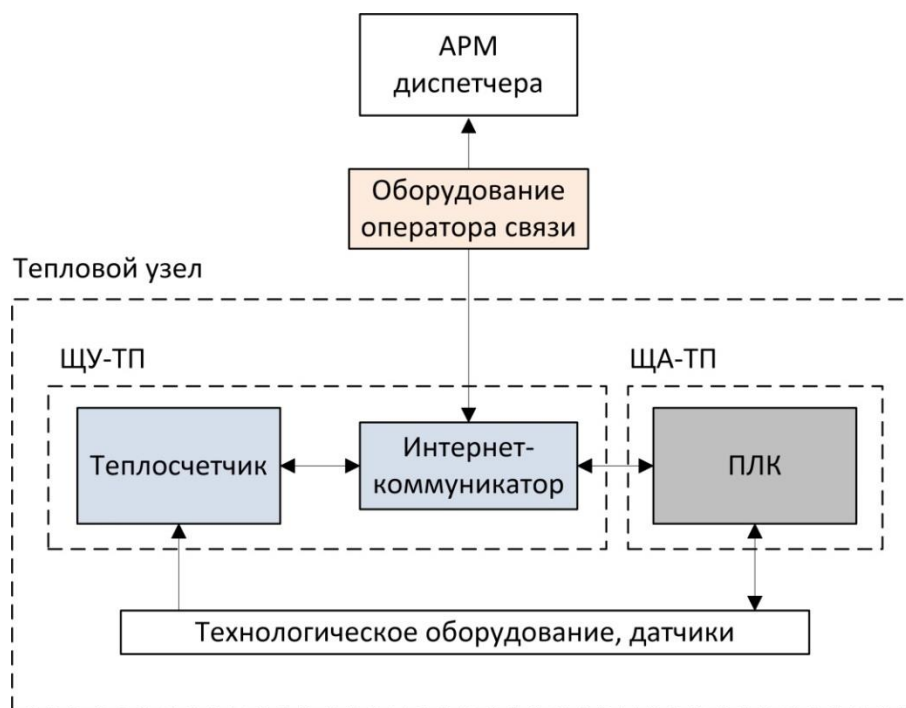 АРМ
диспетчера
Оборудование
оператора связи
Тепловой узел
ЩУ-ТП
ЩА-ТП
Теплосчетчик
Интернет-
коммуникатор
ПЛК
Технологическое оборудование, датчики